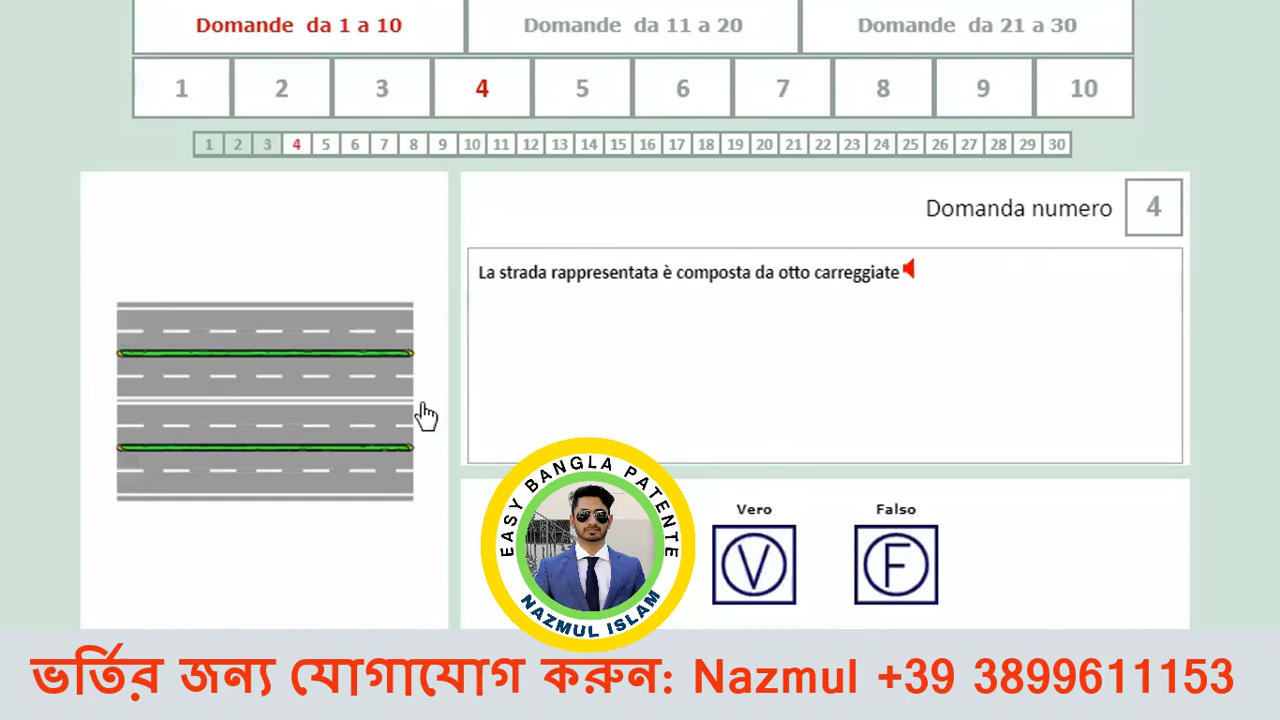 Domande da 1 a 10
Domande da 11 a 20
Domande da 21 a 30
1 2 3 4 5 6 7 8 9 10
1 2 3 4 5 6 7 8 9 10 11 12 13 14 15 16 17 18 19 20 21 22 23 24 25 26 27 28 29 30
Domanda numero 4
La strada rappresentata è composta da otto carreggiate
Vero
Falso
V
F
EASY BANGLA PATENTE
NAZMUL ISLAM
ভর্তির জন্য যোগাযোগ করুন: Nazmul +39 3899611153